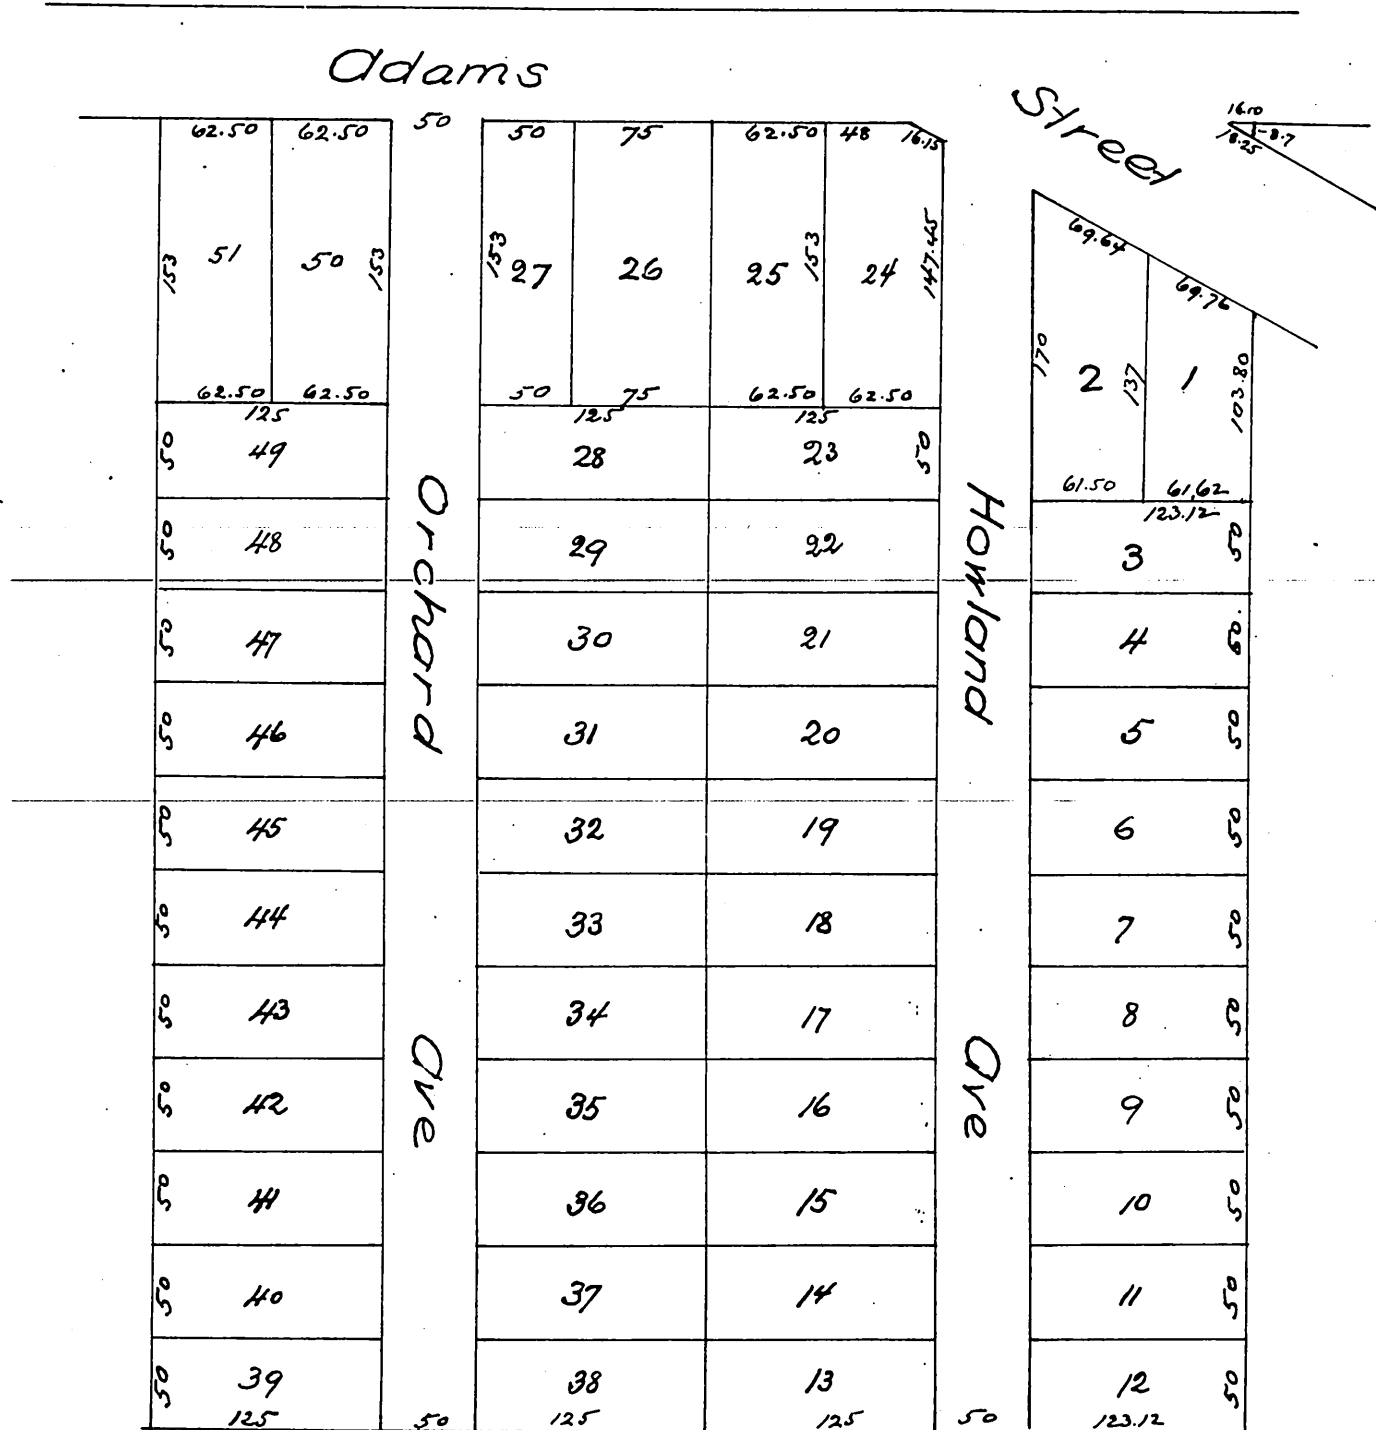 Adams
Street
16.10
18.25
8.7
62.50 62.50 50 50 75 62.50 48 16.15
69.64
69.76
153 51 50 153 153 27 26 25 153 24 147.45
170 2 137 1 103.80
62.50 62.50 50 75 62.50 62.50
125 125 125
61.50 61.62
123.12
50 49 28 23 50
50 48 29 22 3 50
50 47 30 21 4 50.
50 46 31 20 5 50
50 45 32 19 6 50
50 44 33 18 7 50
50 43 34 17 8 50
50 42 35 16 9 50
50 41 36 15 10 50
50 40 37 14 11 50
50 39 38 13 12 50
125 50 125 125 50 123.12
Orchard Ave
Howland Ave